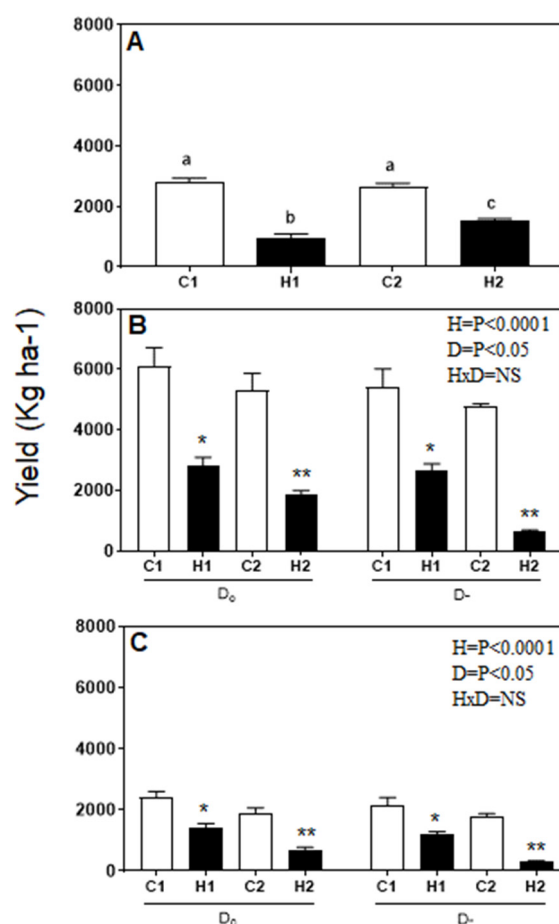 8000
A
6000
4000
a
a
b
c
2000
0
C1 H1 C2 H2
Yield (Kg ha-1)
8000
B
H=P<0.0001
D=P<0.05
HxD=NS
6000
4000
*
**
*
**
2000
0
C1 H1 C2 H2 C1 H1 C2 H2
Dc D-
8000
C
H=P<0.0001
D=P<0.05
HxD=NS
6000
4000
2000
*
**
*
**
0
C1 H1 C2 H2 C1 H1 C2 H2
Dc D-